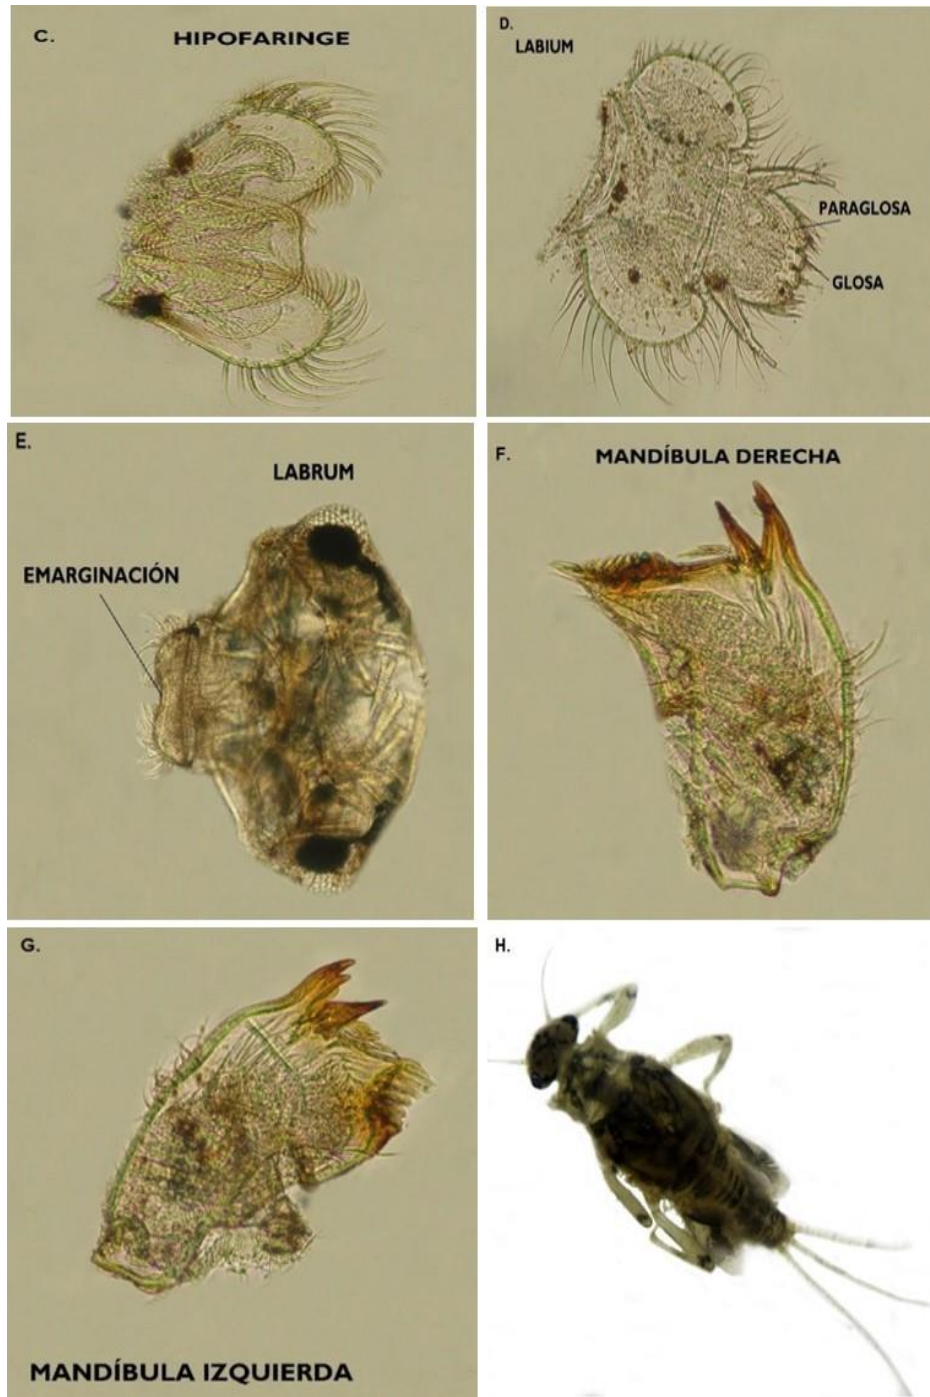 C.
HIPOFARINGE
D.
LABIUM
PARAGLOSA
GLOSA
E.
LABRUM
EMARGINACIÓN
F.
MANDÍBULA DERECHA
G.
MANDÍBULA IZQUIERDA
H.